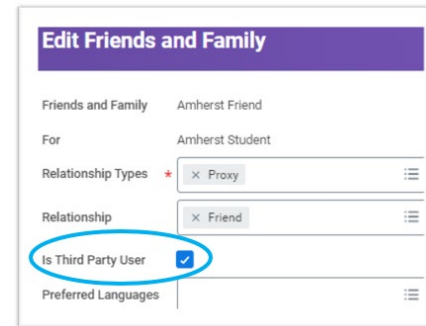 Edit Friends and Family
Friends and Family Amherst Friend
For Amherst Student
Relationship Types * × Proxy
Relationship × Friend
Is Third Party User
Preferred Languages